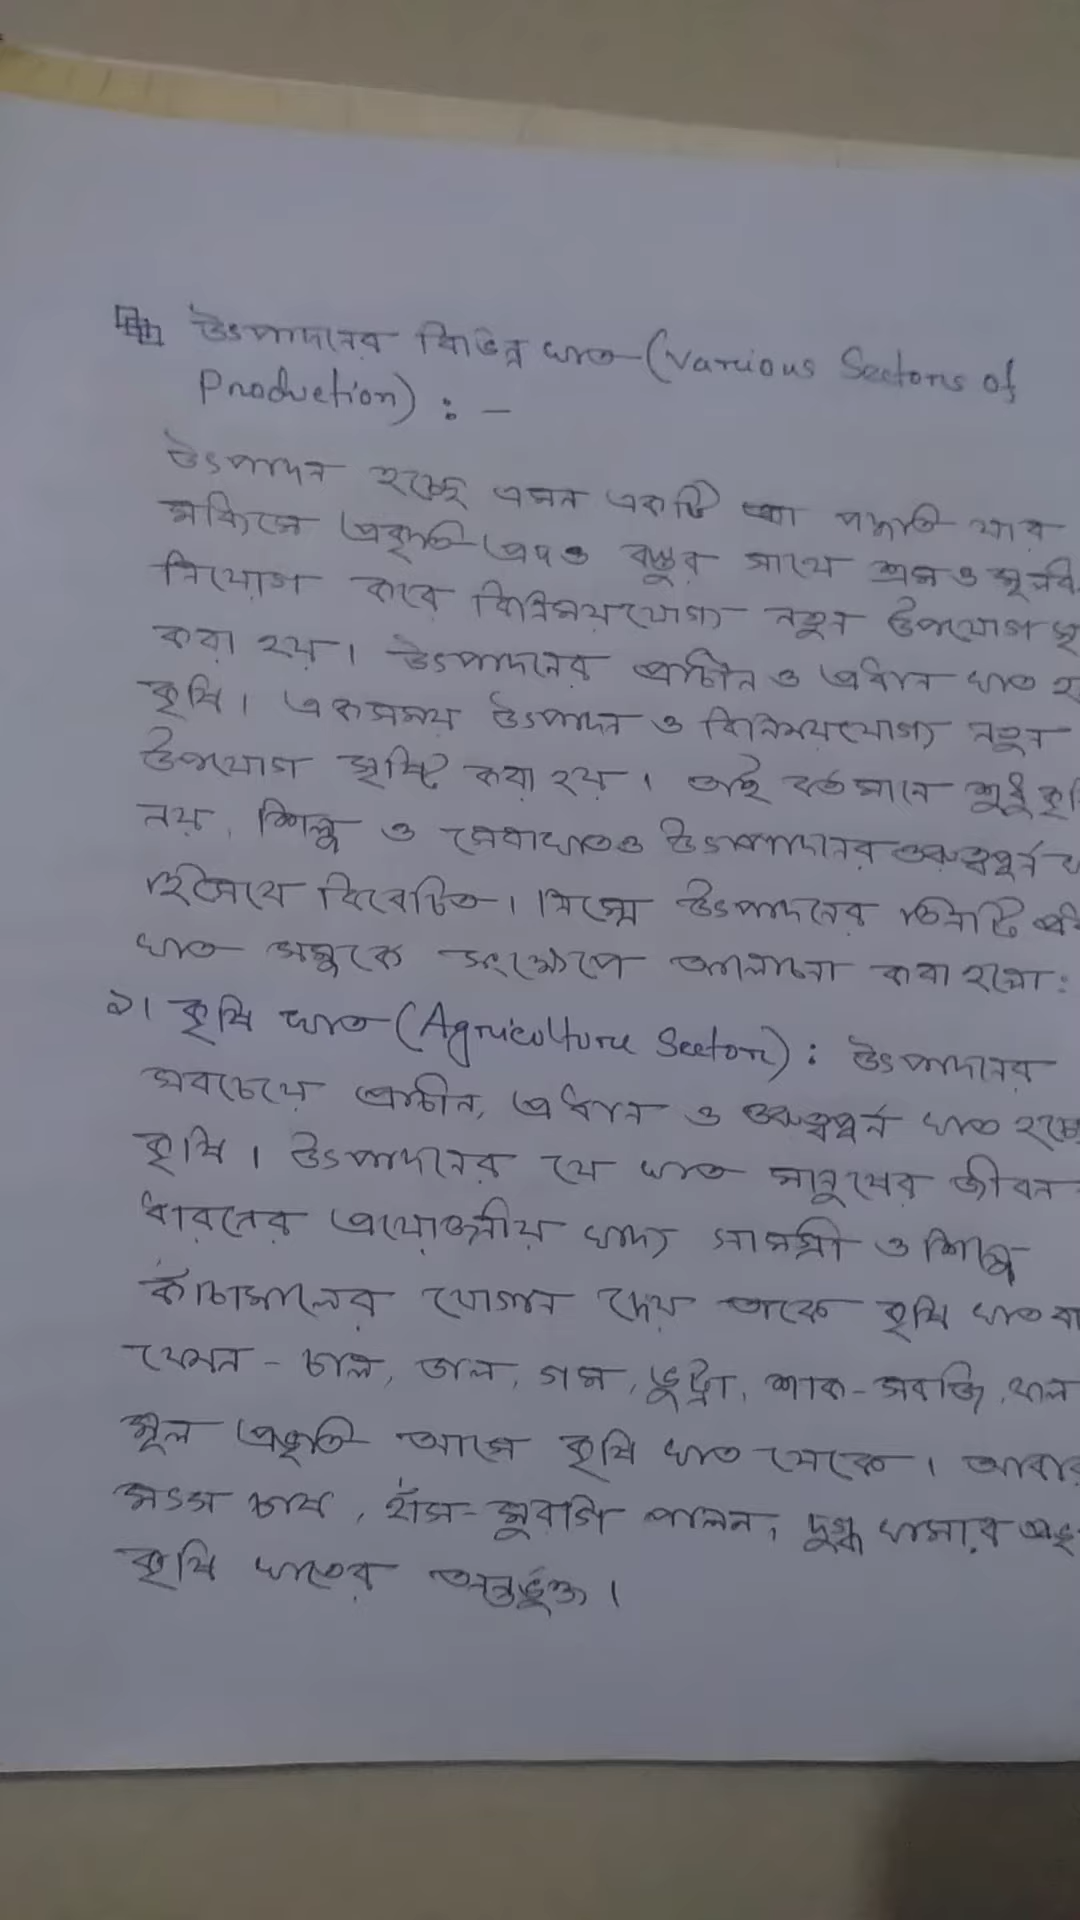 উৎপাদনের বিভিন্ন খাত (Various Sectors of
Production) : —
উৎপাদন হচ্ছে এমন একটি পদ্ধতি যার
প্রকৃতি প্রদত্ত বস্তুর সাথে শ্রম ও মূলধন
নিয়োগ করে বিনিময়যোগ্য নতুন উপযোগ সৃ
করা হয়। উৎপাদনের প্রাচীন ও প্রধান খাত হ
কৃষি। একসময় উৎপাদন ও বিনিময়যোগ্য নতুন
উপযোগ সৃষ্টি করা হয়। তাই বর্তমানে শুধু কৃষি
নয়, শিল্প ও সেবাখাতও উৎপাদনের গুরুত্বপূর্ন খ
হিসেবে বিবেচিত। নিম্মে উৎপাদনের তিনটি
খাত সম্পুকে সংক্ষেপে আলোচনা করা হলো:
১। কৃষি খাত (Agriculture Sector) : উৎপাদনের
সবচেয়ে প্রাচীন, প্রধান ও গুরুত্বপূর্ন খাত হচ্ছে
কৃষি। উৎপাদনের যে খাত মানুষের জীবন
ধারনের প্রয়োজনীয় খাদ্য সামগ্রী ও শিল্পে
কাঁচামালের যোগান দেয় তাকে কৃষি খাত বা
যেমন - চাল, ডাল, গম, ভুট্টা, শাক-সবজি, ফল
মূল প্রভৃতি আসে কৃষি খাত থেকে। আবার
মৎস চাষ, হাঁস-মুরগি পালন, দুগ্ধ খামার
কৃষি খাতের অন্তর্ভুক্ত।